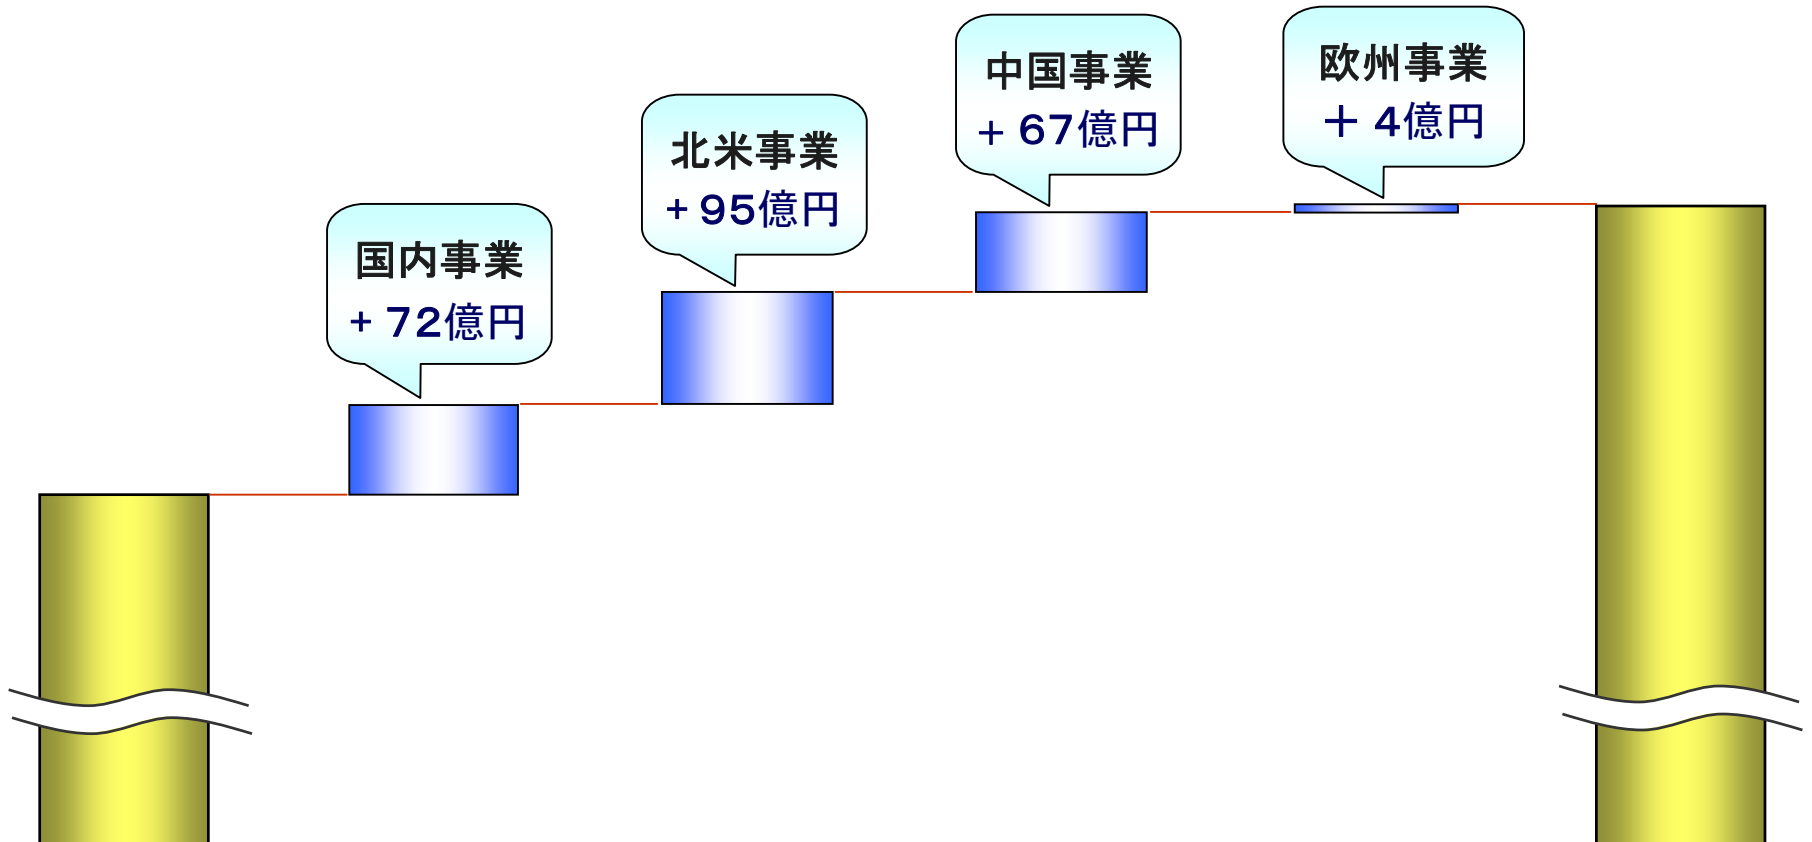 国内事業
+ 72億円
北米事業
+ 95億円
中国事業
+ 67億円
欧州事業
＋ 4億円